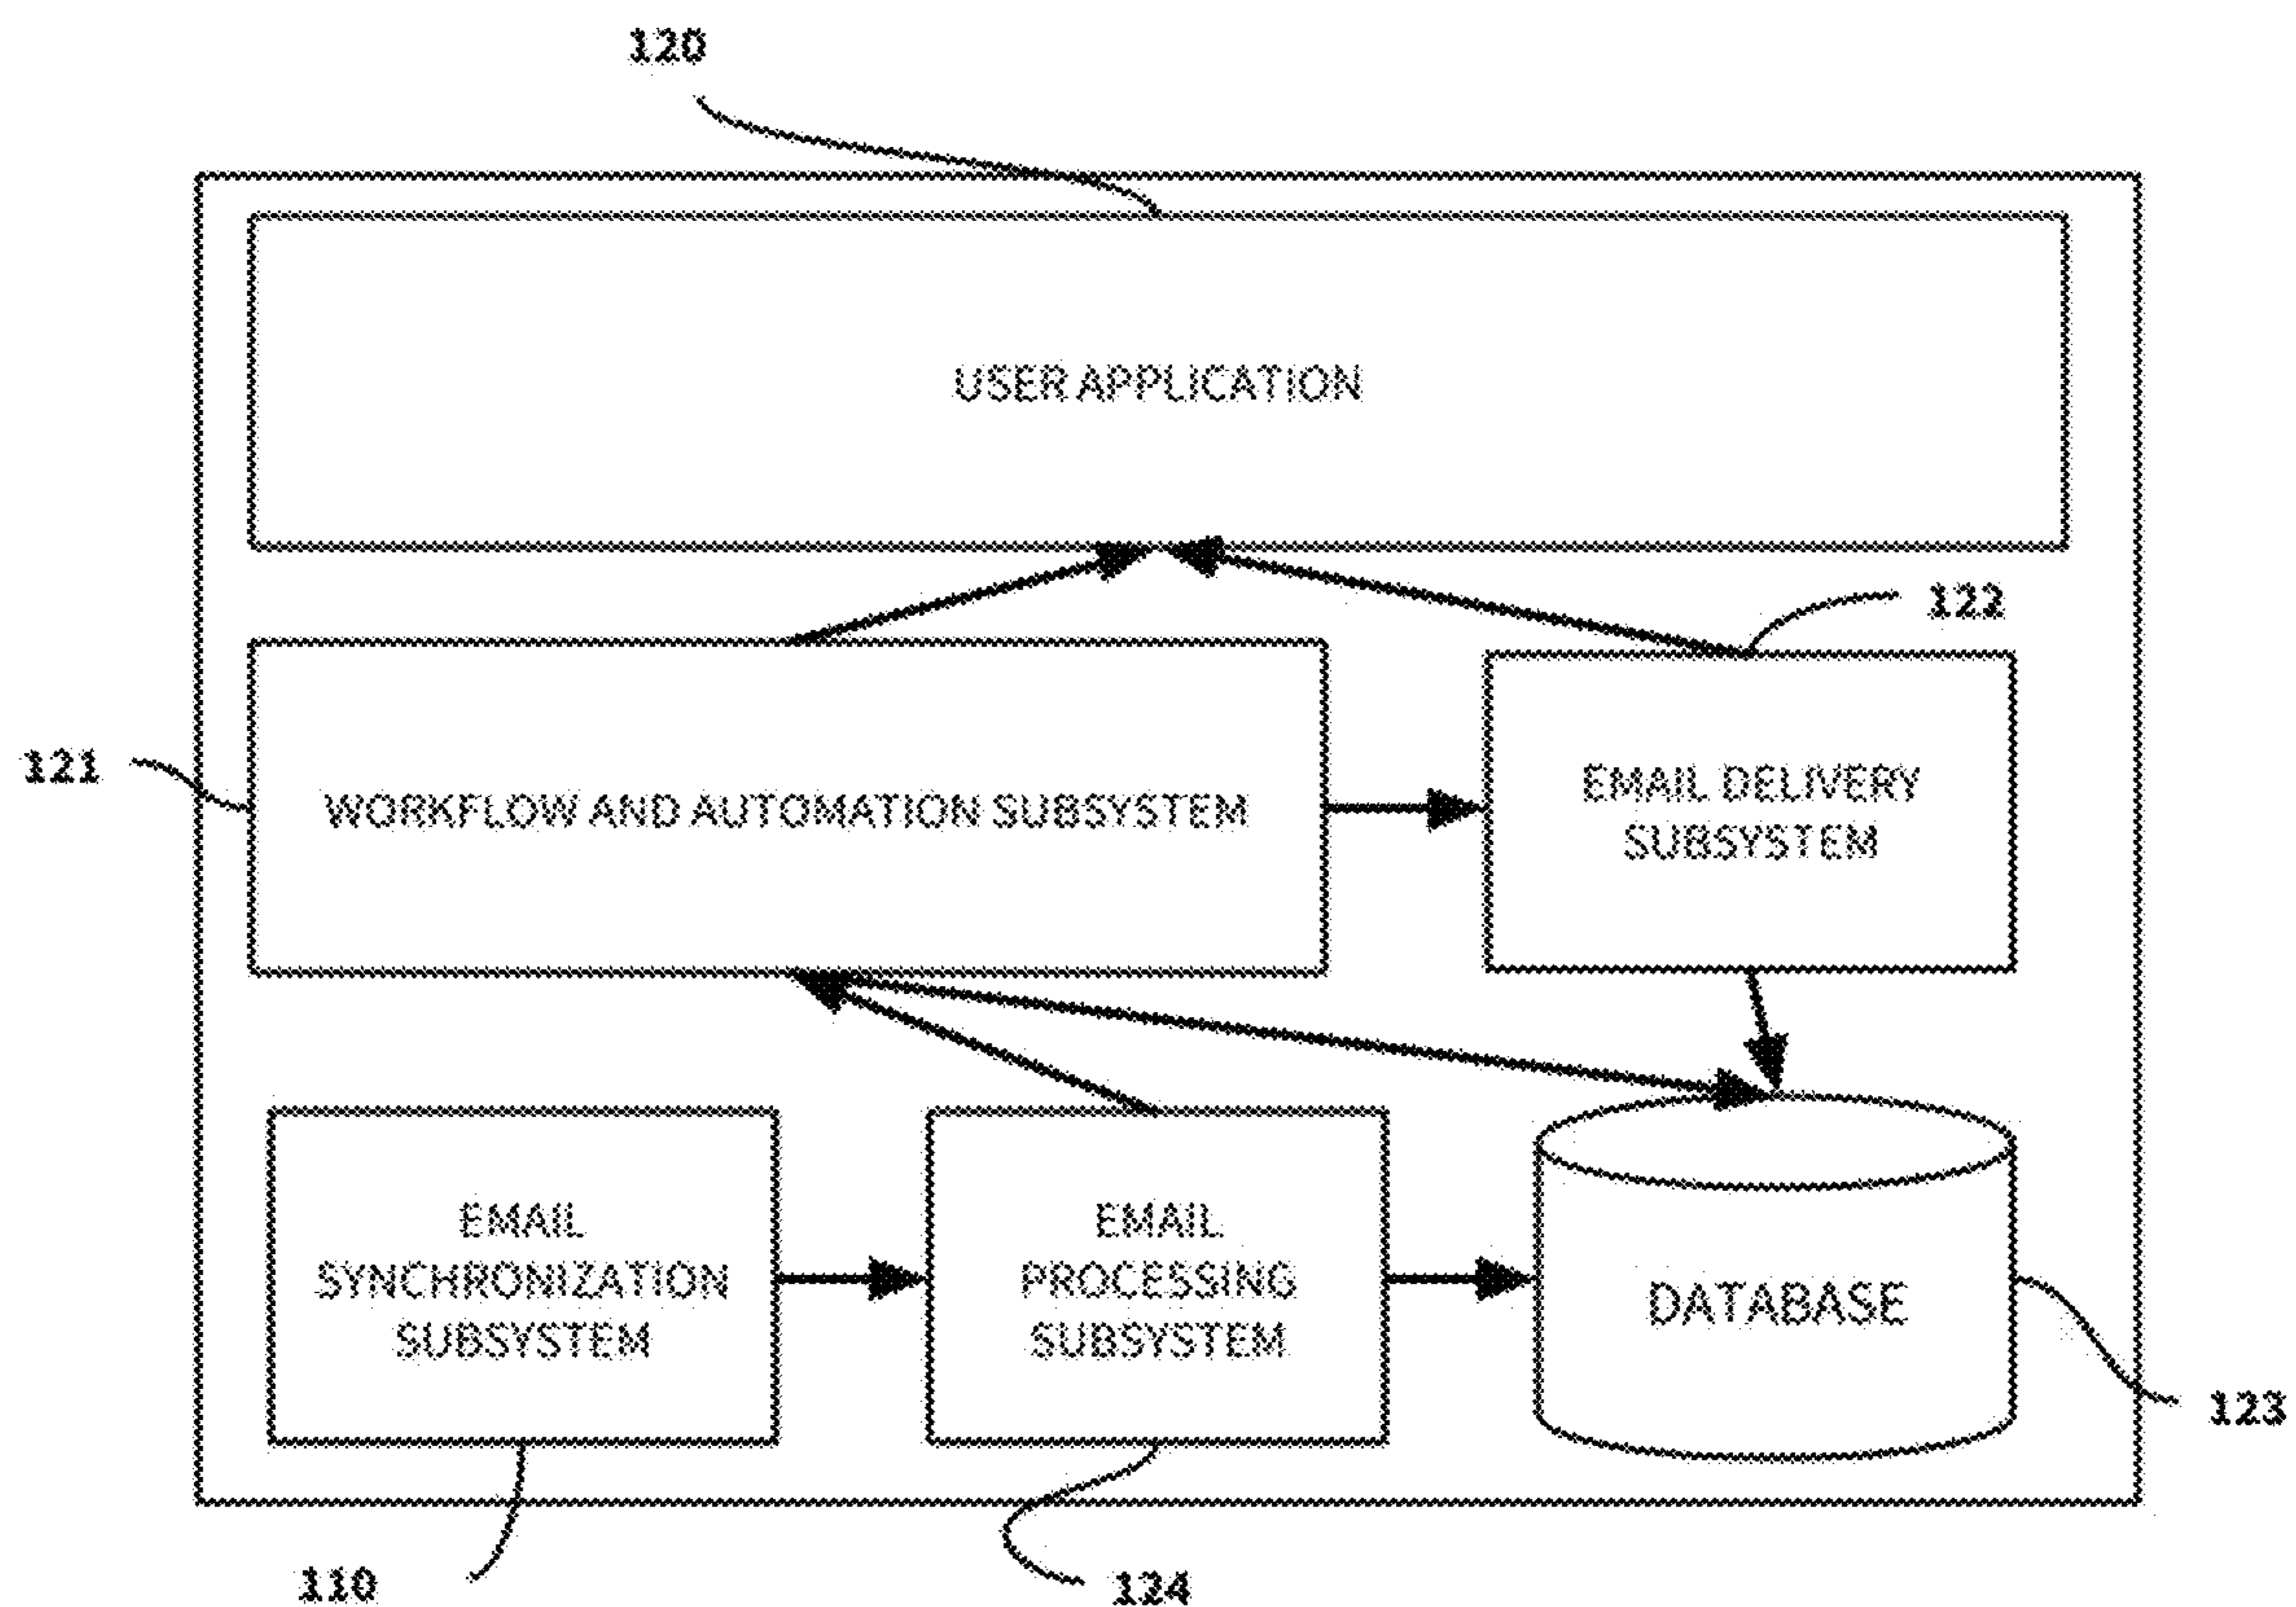 120
USER APPLICATION
122
121
WORKFLOW AND AUTOMATION SUBSYSTEM
EMAIL DELIVERY
SUBSYSTEM
EMAIL
SYNCHRONIZATION
SUBSYSTEM
EMAIL
PROCESSING
SUBSYSTEM
DATABASE
123
110
124